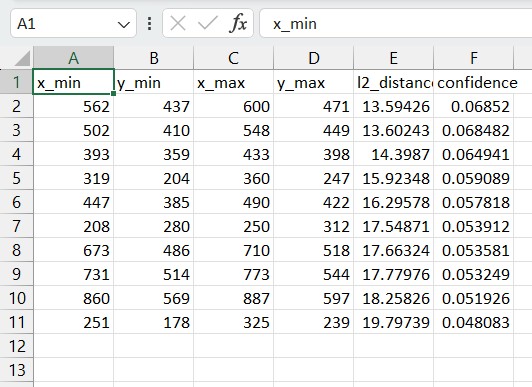 A1 fx x_min
A B C D E F
1 x_min y_min x_max y_max l2_distanc confidence
2 562 437 600 471 13.59426 0.06852
3 502 410 548 449 13.60243 0.068482
4 393 359 433 398 14.3987 0.064941
5 319 204 360 247 15.92348 0.059089
6 447 385 490 422 16.29578 0.057818
7 208 280 250 312 17.54871 0.053912
8 673 486 710 518 17.66324 0.053581
9 731 514 773 544 17.77976 0.053249
10 860 569 887 597 18.25826 0.051926
11 251 178 325 239 19.79739 0.048083
12
13